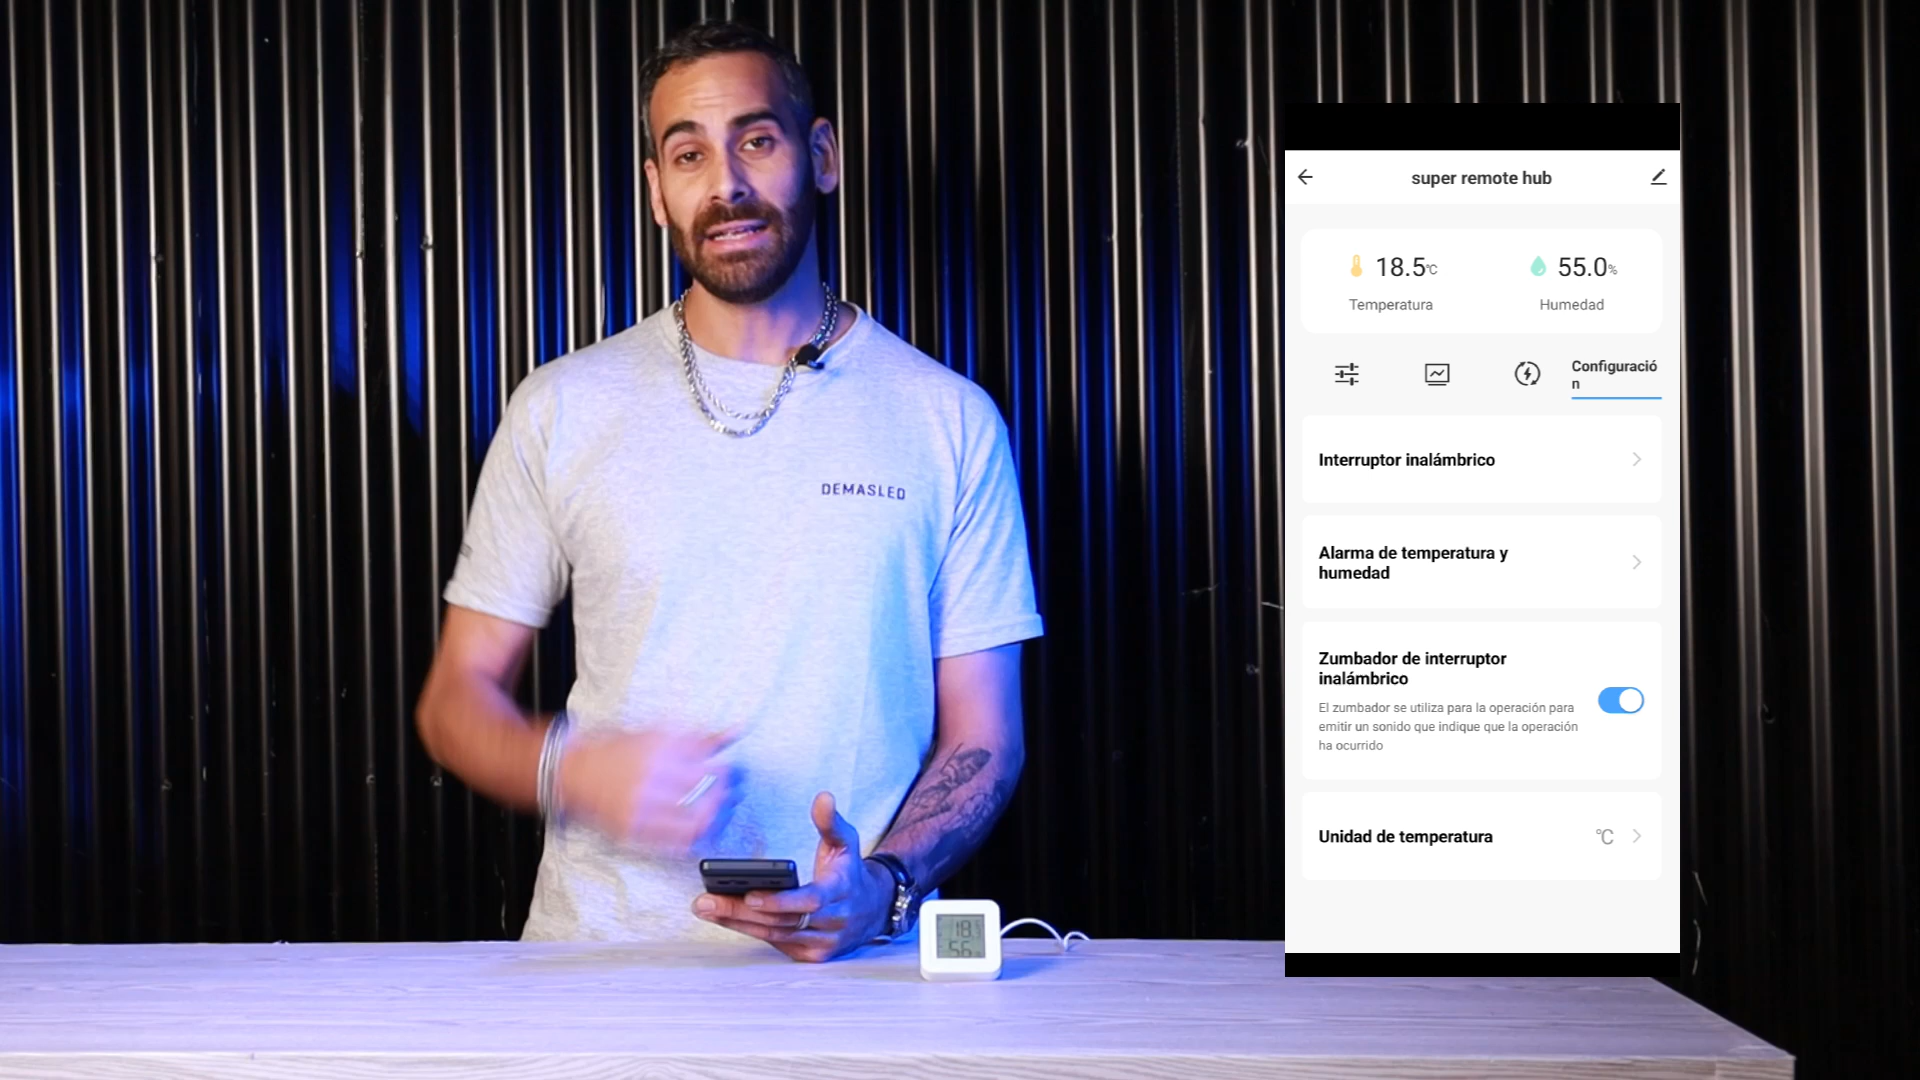 super remote hub
18.5°C
55.0%
Temperatura
Humedad
Configuració
n
Interruptor inalámbrico
Alarma de temperatura y
humedad
Zumbador de interruptor
inalámbrico
El zumbador se utiliza para la operación para
emitir un sonido que indique que la operación
ha ocurrido
Unidad de temperatura
°C
DEMASLED
18
56